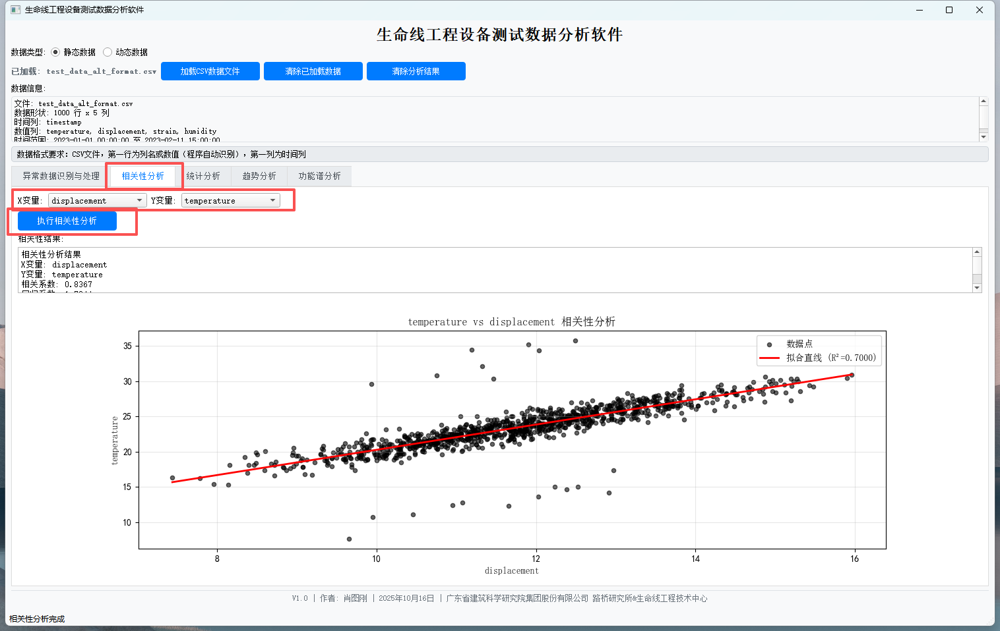 生命线工程设备测试数据分析软件
生命线工程设备测试数据分析软件
数据类型: 静态数据 动态数据
已加载: test_data_alt_format.csv 加载CSV数据文件 清除已加载数据 清除分析结果
数据信息:
文件: test_data_alt_format.csv
数据形状: 1000 行 x 5 列
时间列: timestamp
数值列: temperature, displacement, strain, humidity
时间范围: 2023-01-01 00:00:00 至 2023-02-11 15:00:00
数据格式要求：CSV文件，第一行为列名或数值（程序自动识别），第一列为时间列
异常数据识别与处理 相关性分析 统计分析 趋势分析 功能谱分析
X变量: displacement Y变量: temperature
执行相关性分析
相关性结果:
相关性分析结果
X变量: displacement
Y变量: temperature
相关系数: 0.8367
temperature vs displacement 相关性分析
数据点
拟合直线 (R²=0.7000)
35
30
25
20
15
10
temperature
8 10 12 14 16
displacement
V1.0 | 作者: 肖图刚 | 2025年10月16日 | 广东省建筑科学研究院集团股份有限公司 路桥研究所@生命线工程技术中心
相关性分析完成